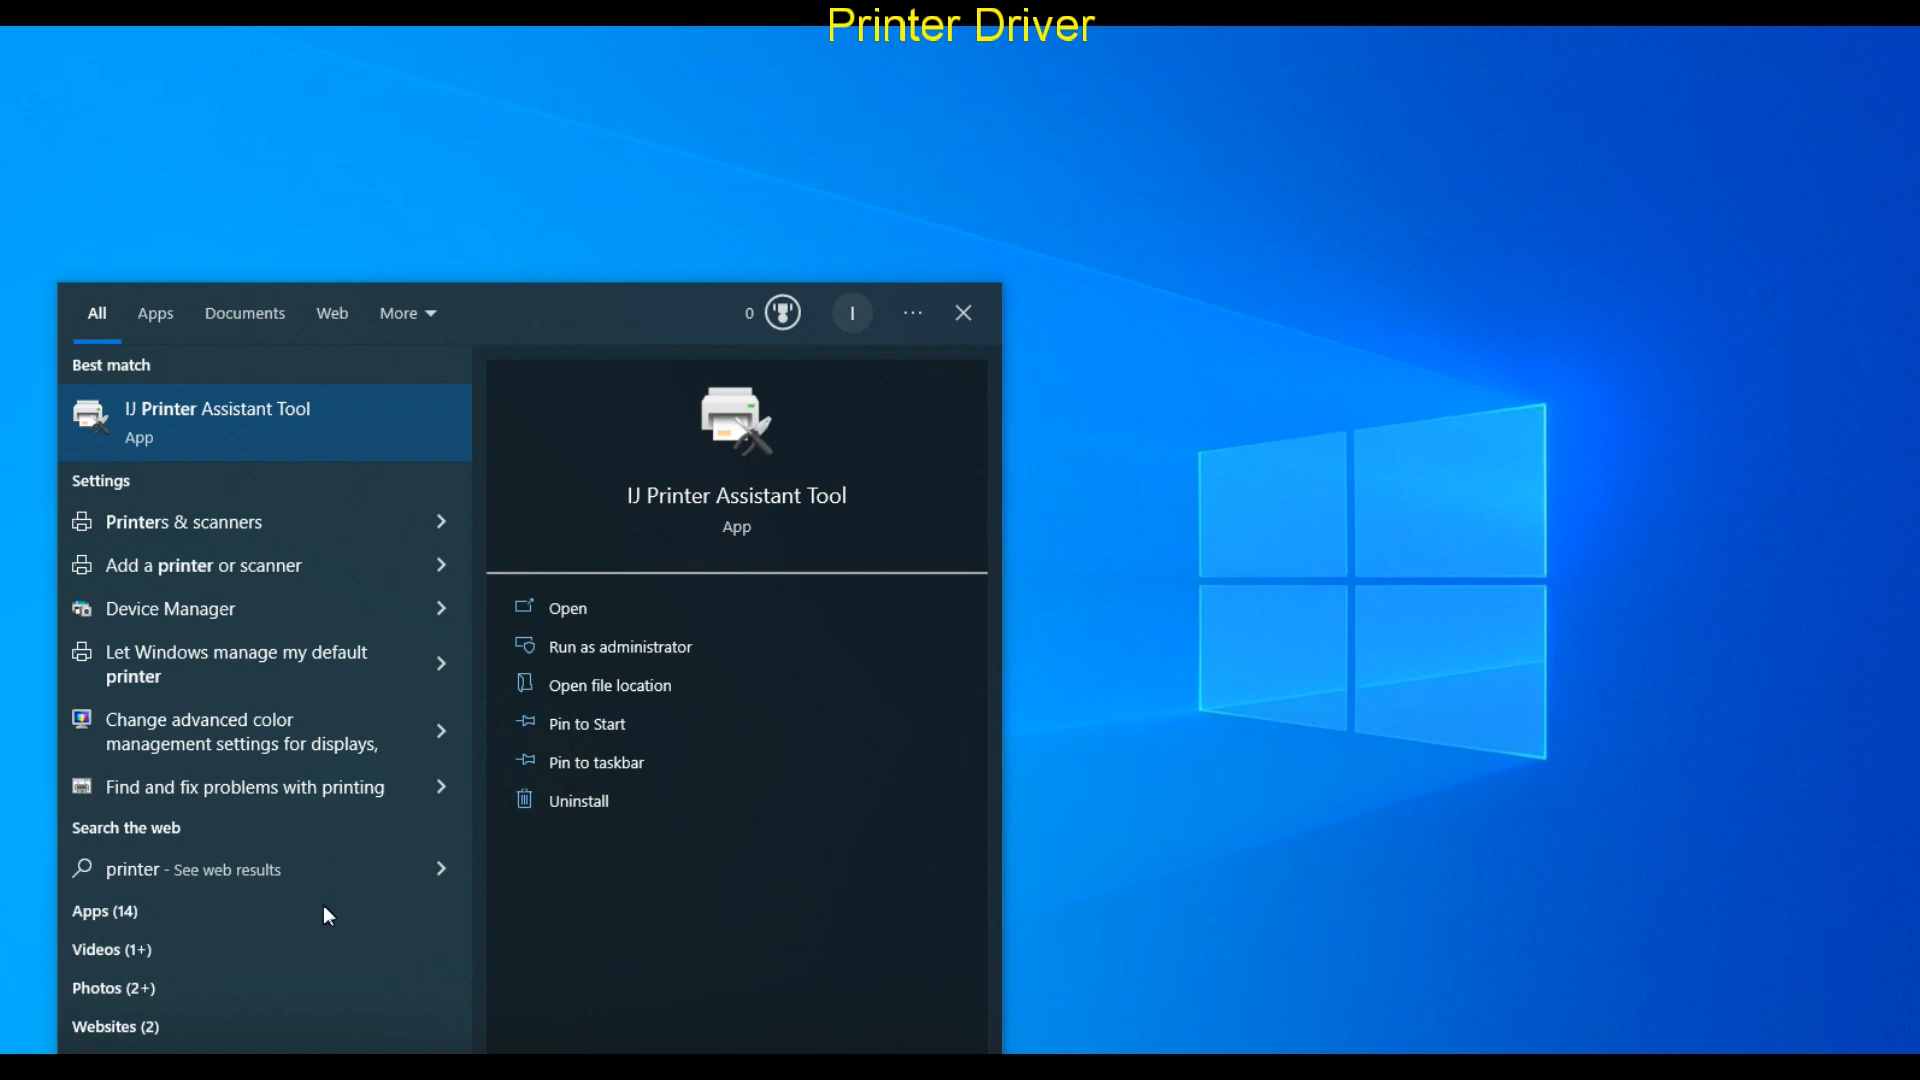 Printer Driver
All Apps Documents Web More 0 I ...
Best match
IJ Printer Assistant Tool
App
Settings
Printers & scanners
Add a printer or scanner
Device Manager
Let Windows manage my default
printer
Change advanced color
management settings for displays,
Find and fix problems with printing
Search the web
printer - See web results
Apps (14)
Videos (1+)
Photos (2+)
Websites (2)
IJ Printer Assistant Tool
App
Open
Run as administrator
Open file location
Pin to Start
Pin to taskbar
Uninstall